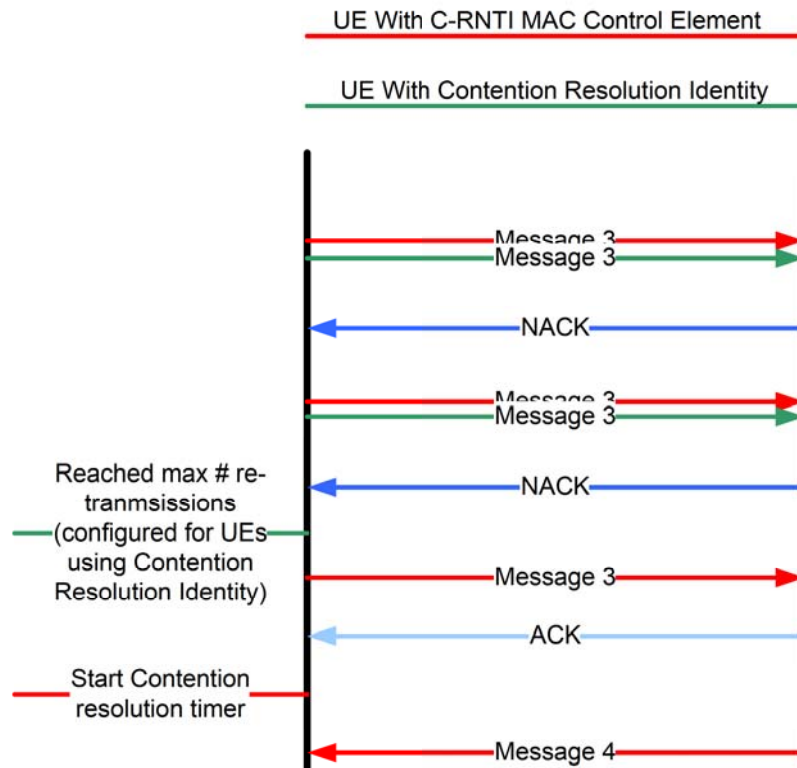 UE With C-RNTI MAC Control Element
UE With Contention Resolution Identity
Message 3
Message 3
NACK
Message 3
Message 3
NACK
Reached max # re-
tranmsissions
(configured for UEs
using Contention
Resolution Identity)
Message 3
ACK
Start Contention
resolution timer
Message 4